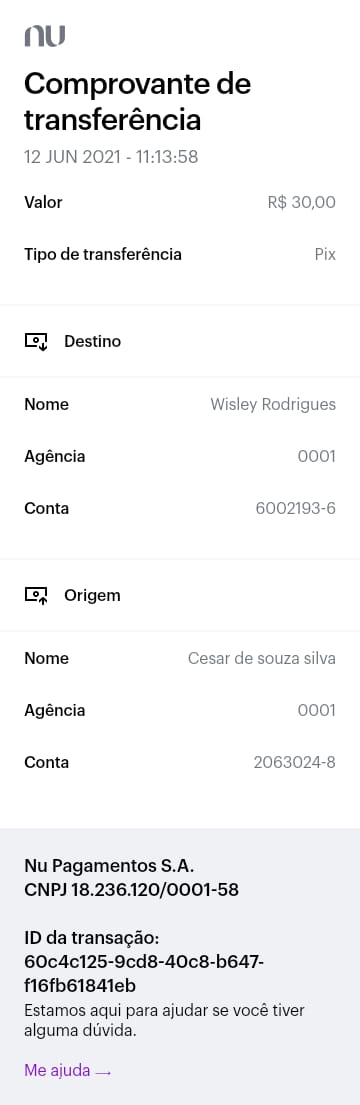 nu
Comprovante de
transferência
12 JUN 2021 - 11:13:58
Valor R$ 30,00
Tipo de transferência Pix
Destino
Nome Wisley Rodrigues
Agência 0001
Conta 6002193-6
Origem
Nome Cesar de souza silva
Agência 0001
Conta 2063024-8
Nu Pagamentos S.A.
CNPJ 18.236.120/0001-58
ID da transação:
60c4c125-9cd8-40c8-b647-
f16fb61841eb
Estamos aqui para ajudar se você tiver
alguma dúvida.
Me ajuda →